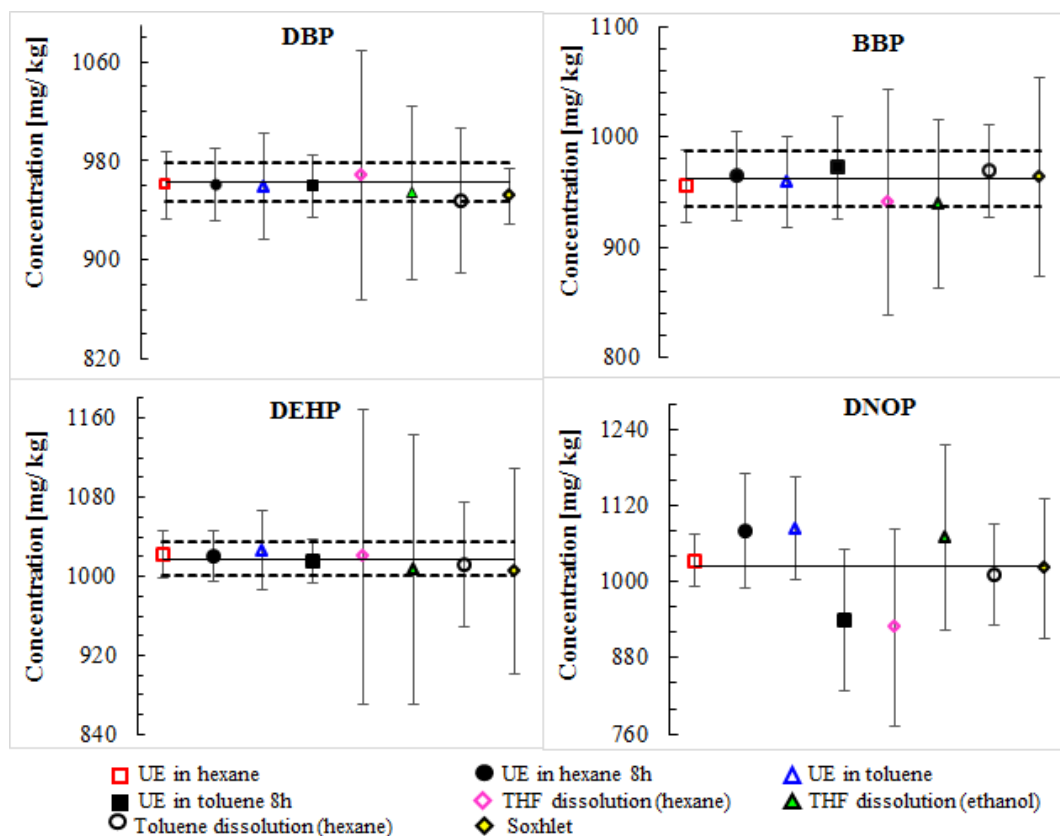 DBP
Concentration [mg/ kg]
1060
980
900
820
BBP
Concentration [mg/ kg]
1100
1000
900
800
DEHP
Concentration [mg/ kg]
1160
1080
1000
920
840
DNOP
Concentration [mg/ kg]
1240
1120
1000
880
760
UE in hexane UE in hexane 8h UE in toluene
UE in toluene 8h THF dissolution (hexane) THF dissolution (ethanol)
Toluene dissolution (hexane) Soxhlet